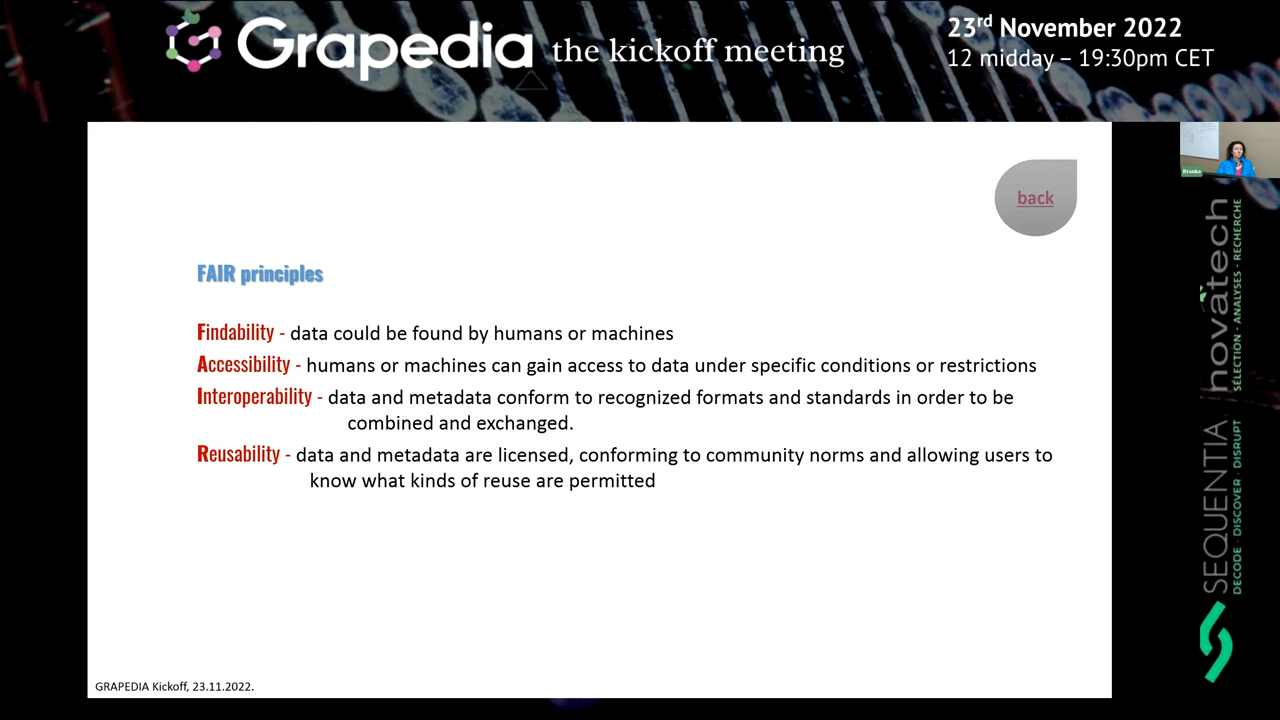 Grapedia the kickoff meeting
23rd November 2022
12 midday – 19:30pm CET
back
FAIR principles
Findability - data could be found by humans or machines
Accessibility - humans or machines can gain access to data under specific conditions or restrictions
Interoperability - data and metadata conform to recognized formats and standards in order to be
combined and exchanged.
Reusability - data and metadata are licensed, conforming to community norms and allowing users to
know what kinds of reuse are permitted
GRAPEDIA Kickoff, 23.11.2022.
Branka
novatech
SÉLECTION - ANALYSES - RECHERCHE
SEQUENTIA
DECODE · DISCOVER · DISRUPT